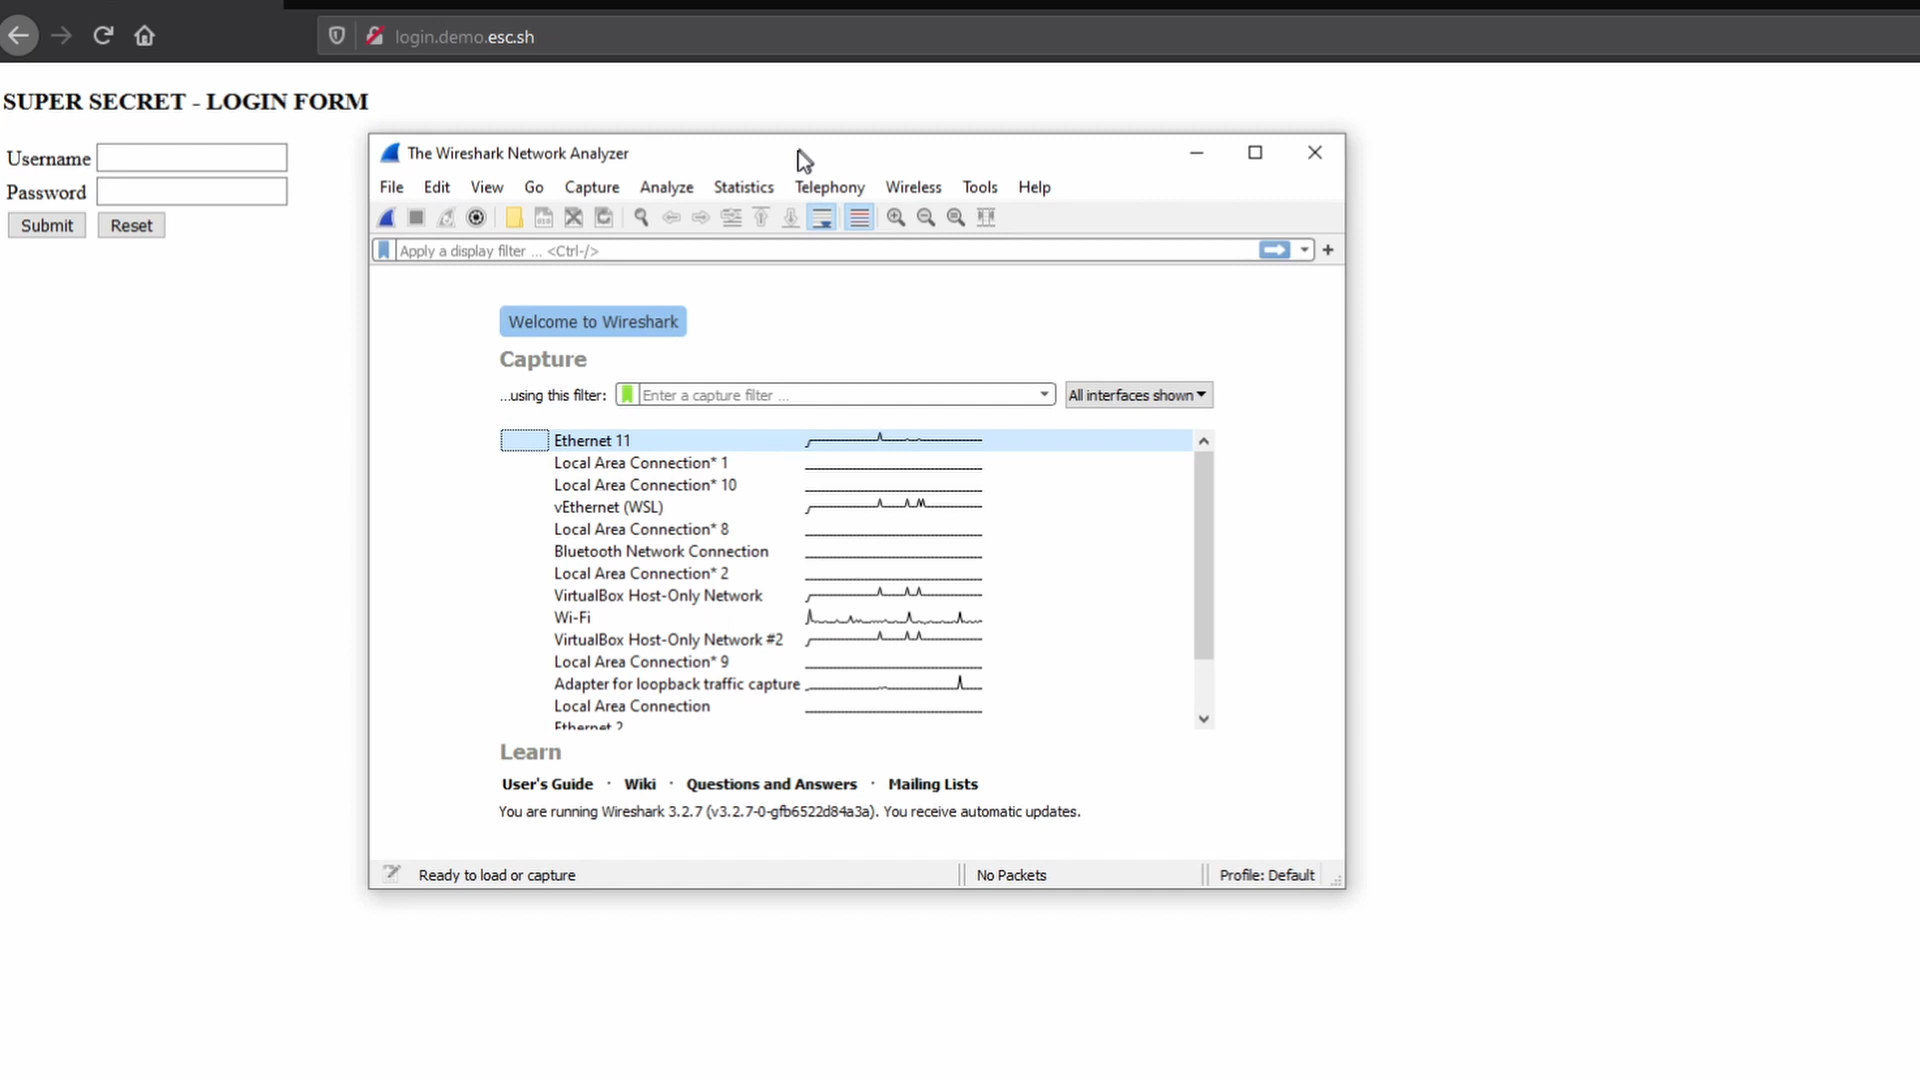 login.demo.esc.sh
SUPER SECRET - LOGIN FORM
Username
Password
Submit Reset
The Wireshark Network Analyzer
File Edit View Go Capture Analyze Statistics Telephony Wireless Tools Help
Apply a display filter ... <Ctrl-/>
Welcome to Wireshark
Capture
...using this filter: Enter a capture filter ... All interfaces shown
Ethernet 11
Local Area Connection* 1
Local Area Connection* 10
vEthernet (WSL)
Local Area Connection* 8
Bluetooth Network Connection
Local Area Connection* 2
VirtualBox Host-Only Network
Wi-Fi
VirtualBox Host-Only Network #2
Local Area Connection* 9
Adapter for loopback traffic capture
Local Area Connection
Ethernet 2
Learn
User's Guide · Wiki · Questions and Answers · Mailing Lists
You are running Wireshark 3.2.7 (v3.2.7-0-gfb6522d84a3a). You receive automatic updates.
Ready to load or capture No Packets Profile: Default